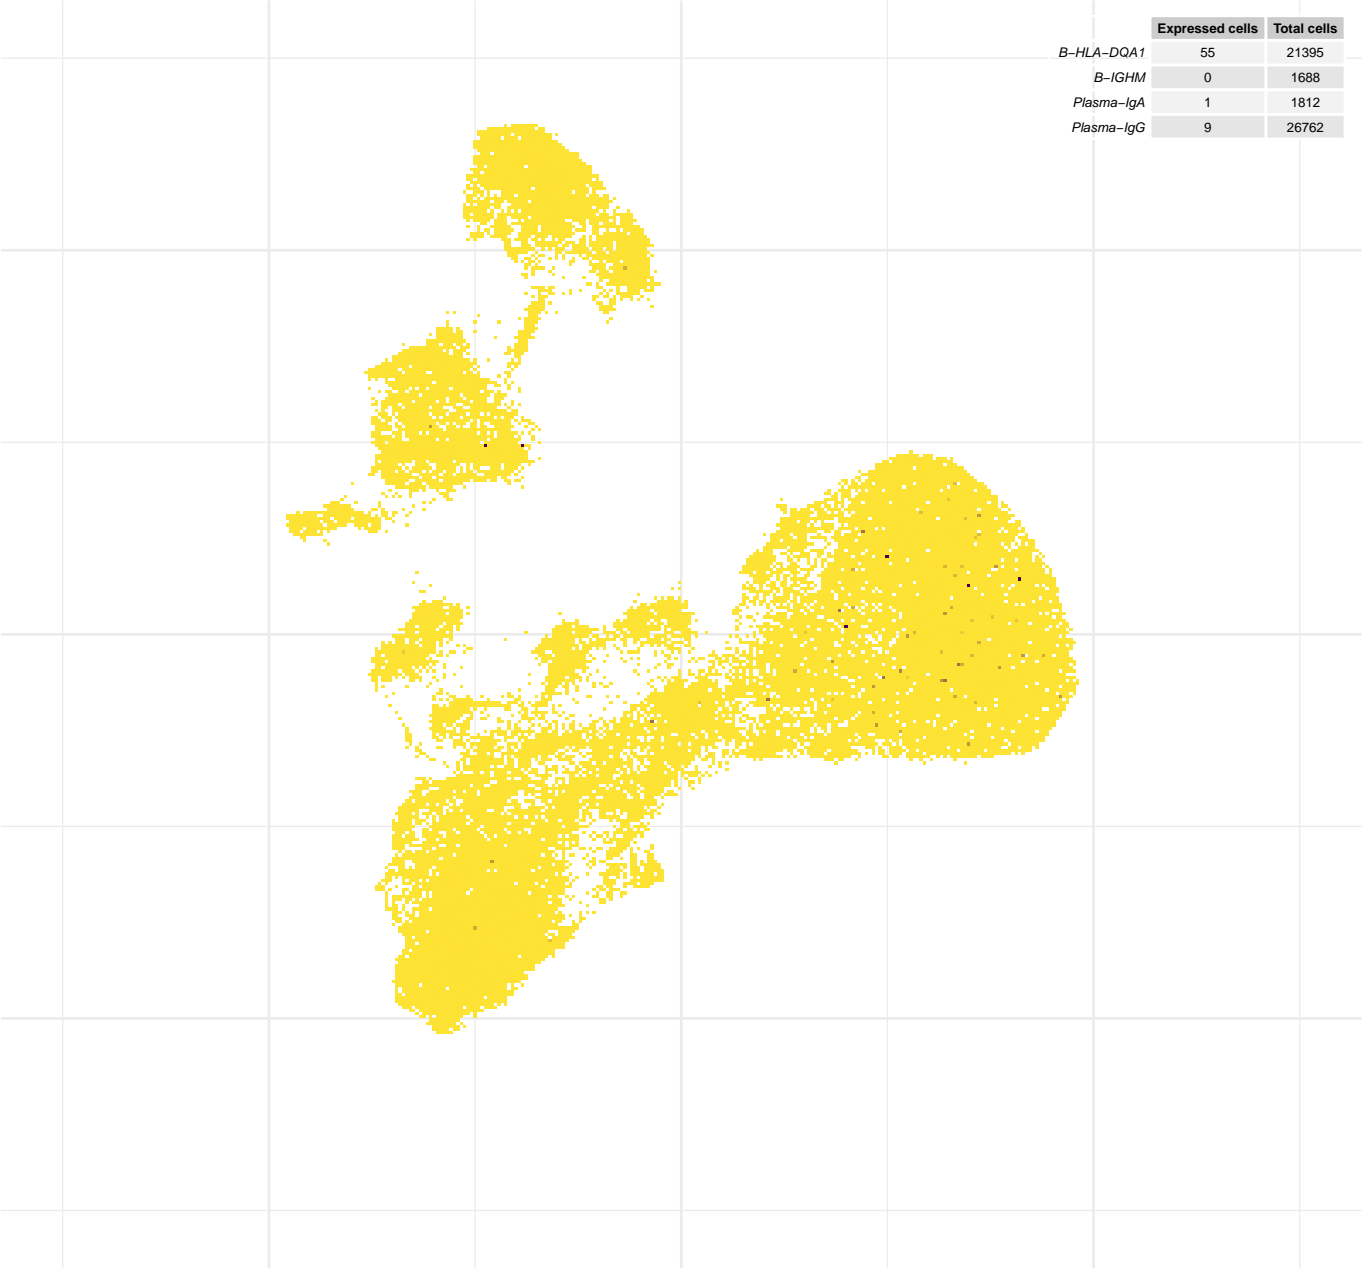 Expressed cells Total cells
B−HLA−DQA1 55 21395
B−IGHM 0 1688
Plasma−IgA 1 1812
Plasma−IgG 9 26762